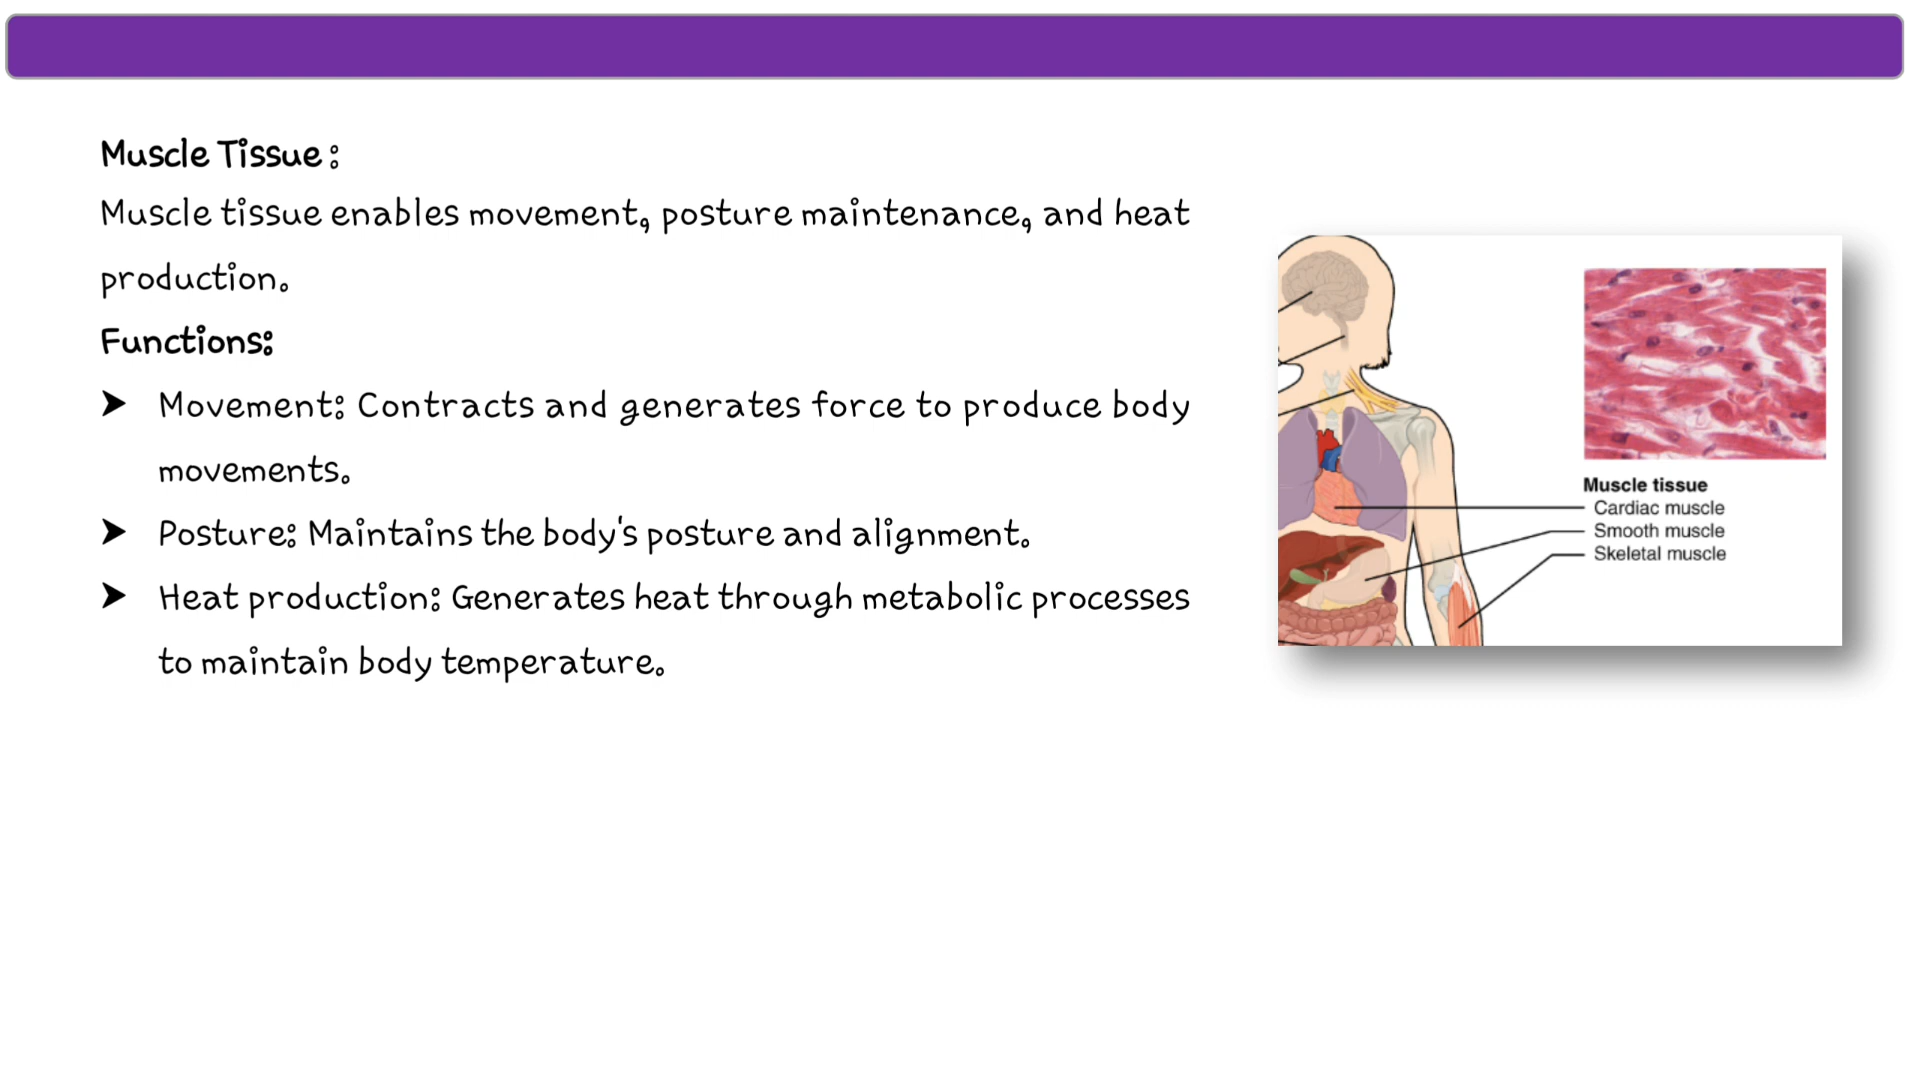 Muscle Tissue :
Muscle tissue enables movement, posture maintenance, and heat
production.
Functions:
➤ Movement: Contracts and generates force to produce body
movements.
➤ Posture: Maintains the body's posture and alignment.
➤ Heat production: Generates heat through metabolic processes
to maintain body temperature.
Muscle tissue
Cardiac muscle
Smooth muscle
Skeletal muscle